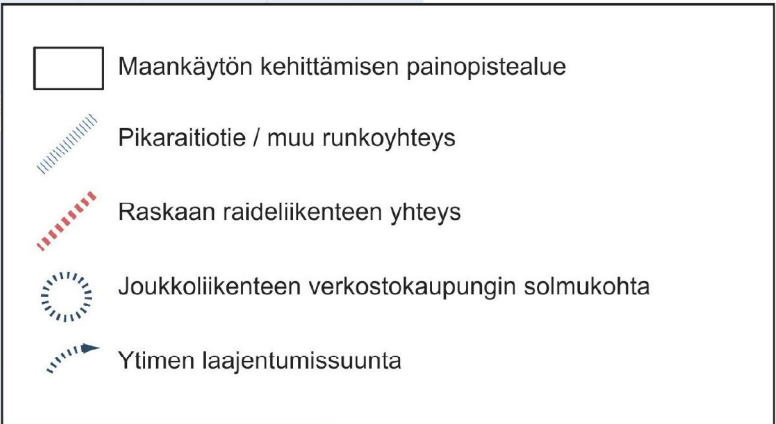 Maankäytön kehittämisen painopistealue
Pikaraitiotie / muu runkoyhteys
Raskaan raideliikenteen yhteys
Joukkoliikenteen verkostokaupungin solmukohta
Ytimen laajentumissuunta